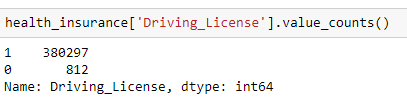 health_insurance['Driving_License'].value_counts()
1    380297
0       812
Name: Driving_License, dtype: int64